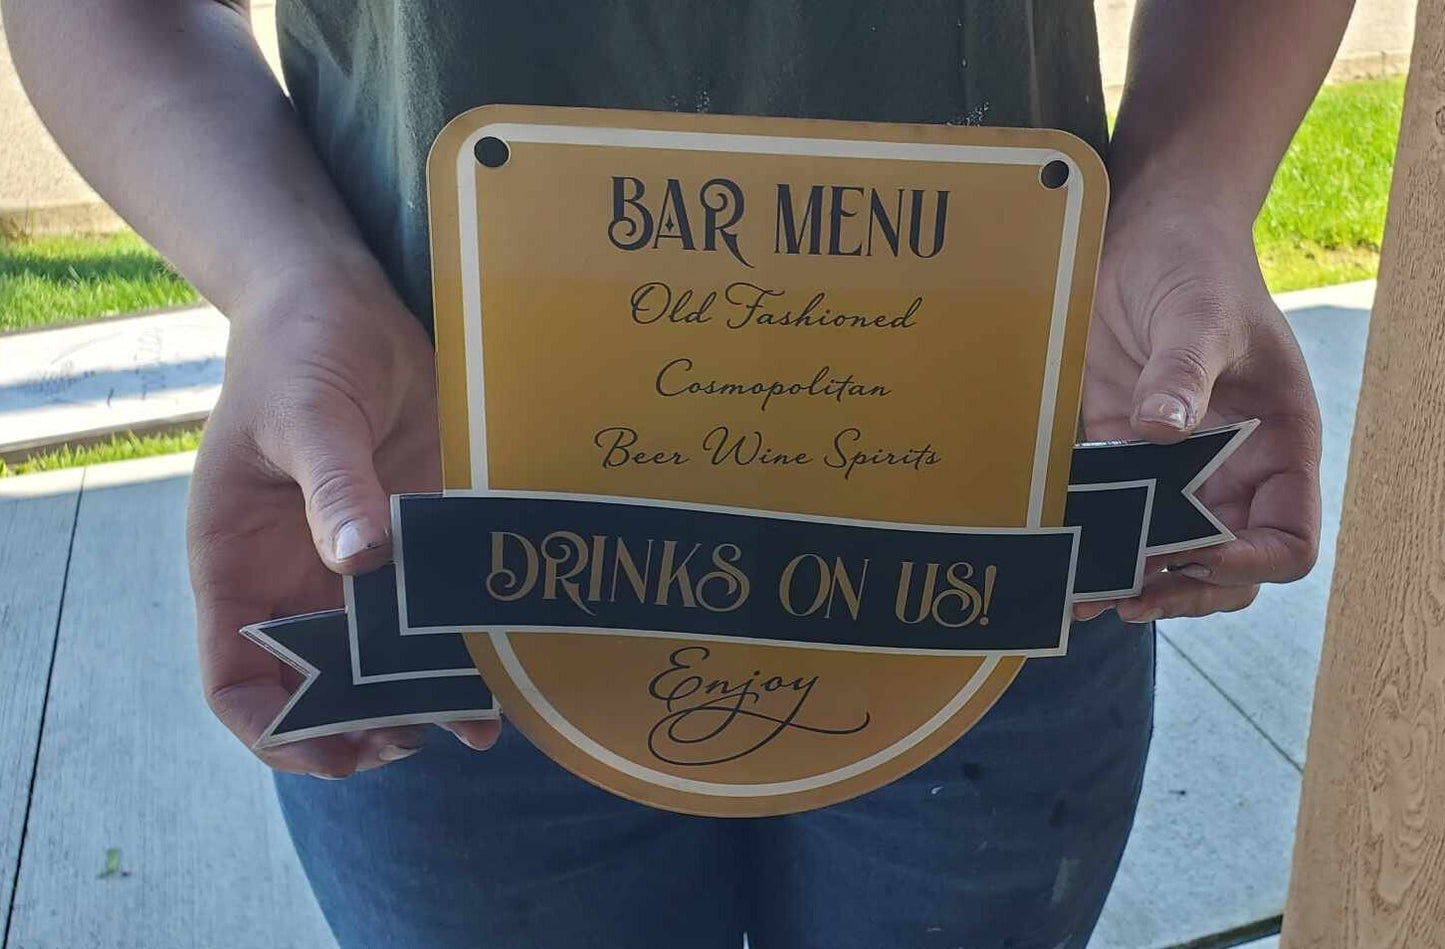 BAR MENU
Old Fashioned
Cosmopolitan
Beer Wine Spirits
DRINKS ON US!
Enjoy